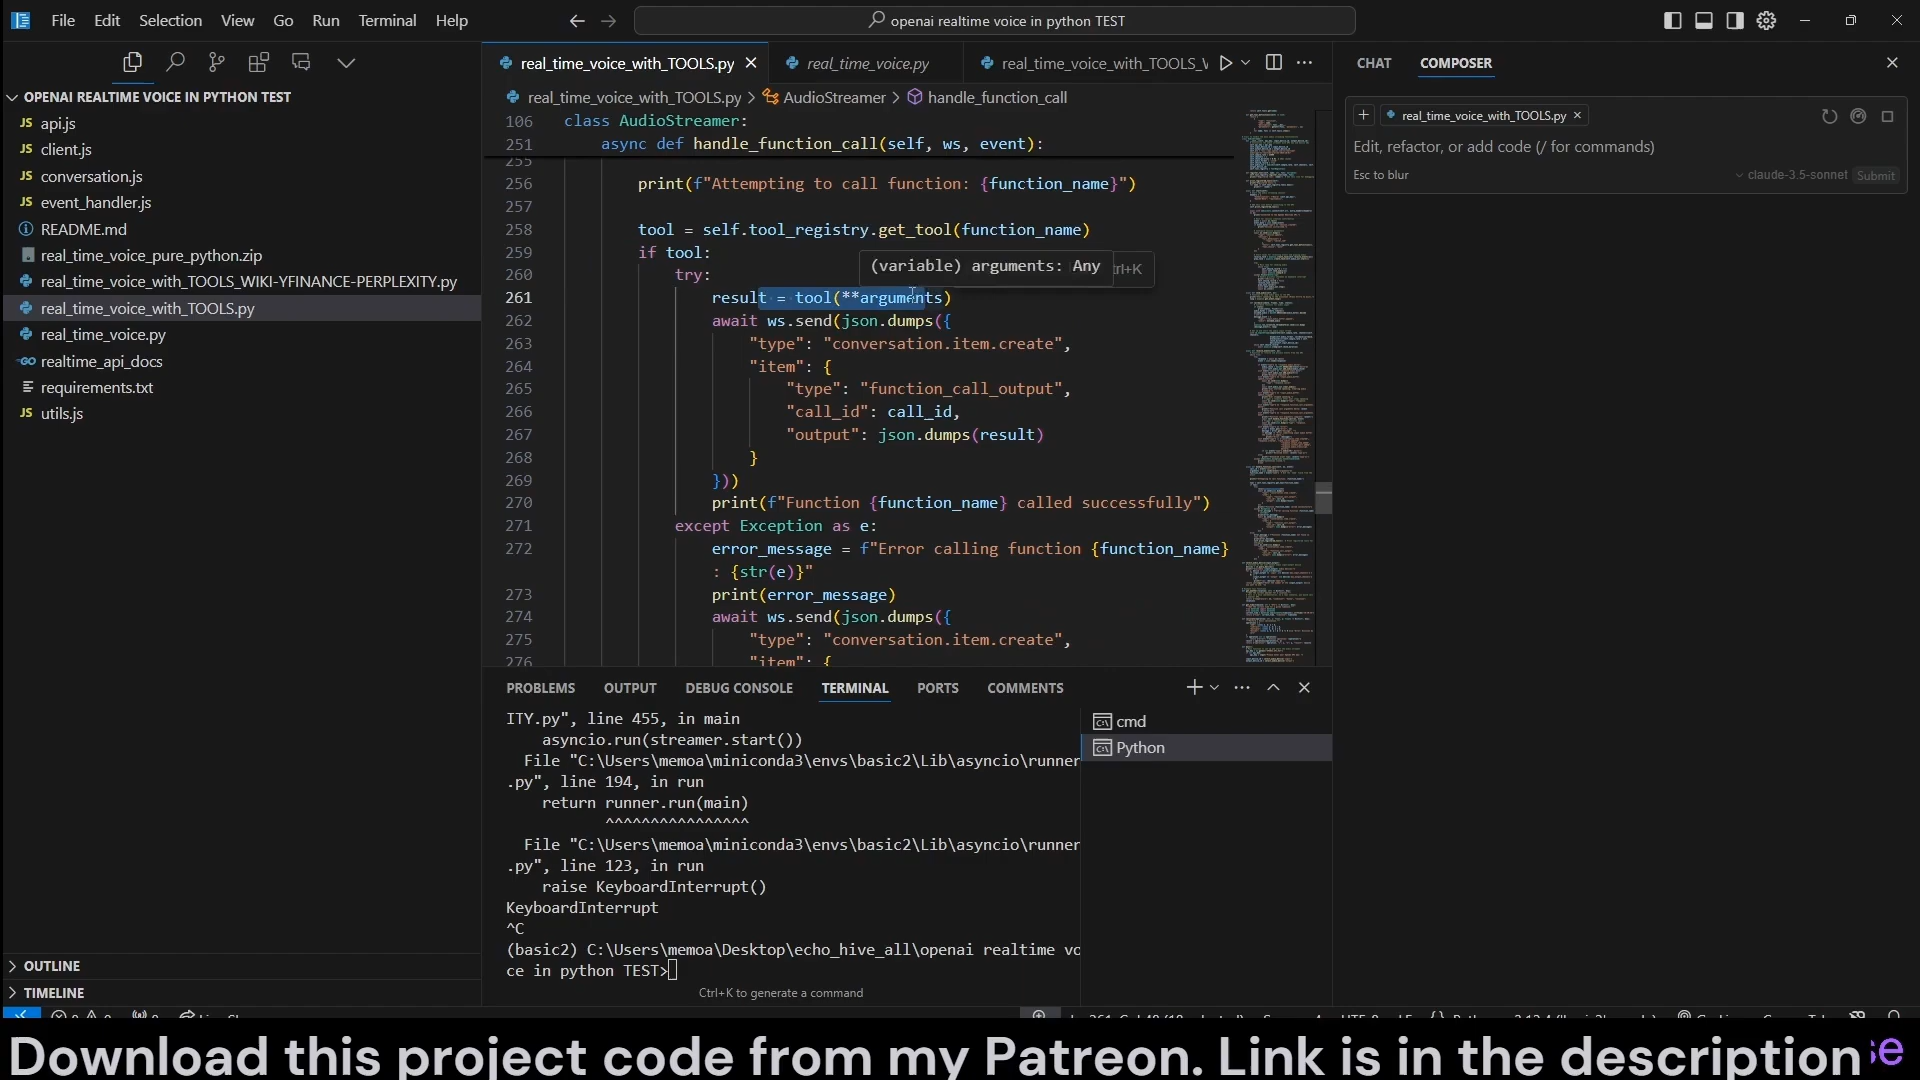 File Edit Selection View Go Run Terminal Help
openai realtime voice in python TEST
OPENAI REALTIME VOICE IN PYTHON TEST
JS api.js
JS client.js
JS conversation.js
JS event_handler.js
README.md
real_time_voice_pure_python.zip
real_time_voice_with_TOOLS_WIKI-YFINANCE-PERPLEXITY.py
real_time_voice_with_TOOLS.py
real_time_voice.py
GO realtime_api_docs
requirements.txt
JS utils.js
OUTLINE
TIMELINE
real_time_voice_with_TOOLS.py real_time_voice.py real_time_voice_with_TOOLS_
real_time_voice_with_TOOLS.py > AudioStreamer > handle_function_call
106 class AudioStreamer:
251 async def handle_function_call(self, ws, event):
255
256 print(f"Attempting to call function: {function_name}")
257
258 tool = self.tool_registry.get_tool(function_name)
259 if tool:
(variable) arguments: Any
trl+K
260 try:
261 result = tool(**arguments)
262 await ws.send(json.dumps({
263 "type": "conversation.item.create",
264 "item": {
265 "type": "function_call_output",
266 "call_id": call_id,
267 "output": json.dumps(result)
268 }
269 }))
270 print(f"Function {function_name} called successfully")
271 except Exception as e:
272 error_message = f"Error calling function {function_name}
: {str(e)}"
273 print(error_message)
274 await ws.send(json.dumps({
275 "type": "conversation.item.create",
276 "item": {
PROBLEMS OUTPUT DEBUG CONSOLE TERMINAL PORTS COMMENTS
ITY.py", line 455, in main
asyncio.run(streamer.start())
File "C:\Users\memoa\miniconda3\envs\basic2\Lib\asyncio\runner
.py", line 194, in run
return runner.run(main)
^^^^^^^^^^^^^^^^
File "C:\Users\memoa\miniconda3\envs\basic2\Lib\asyncio\runner
.py", line 123, in run
raise KeyboardInterrupt()
KeyboardInterrupt
^C
(basic2) C:\Users\memoa\Desktop\echo_hive_all\openai realtime vo
ce in python TEST>
Ctrl+K to generate a command
cmd
Python
CHAT COMPOSER
real_time_voice_with_TOOLS.py
Edit, refactor, or add code (/ for commands)
Esc to blur
claude-3.5-sonnet Submit
Download this project code from my Patreon. Link is in the description